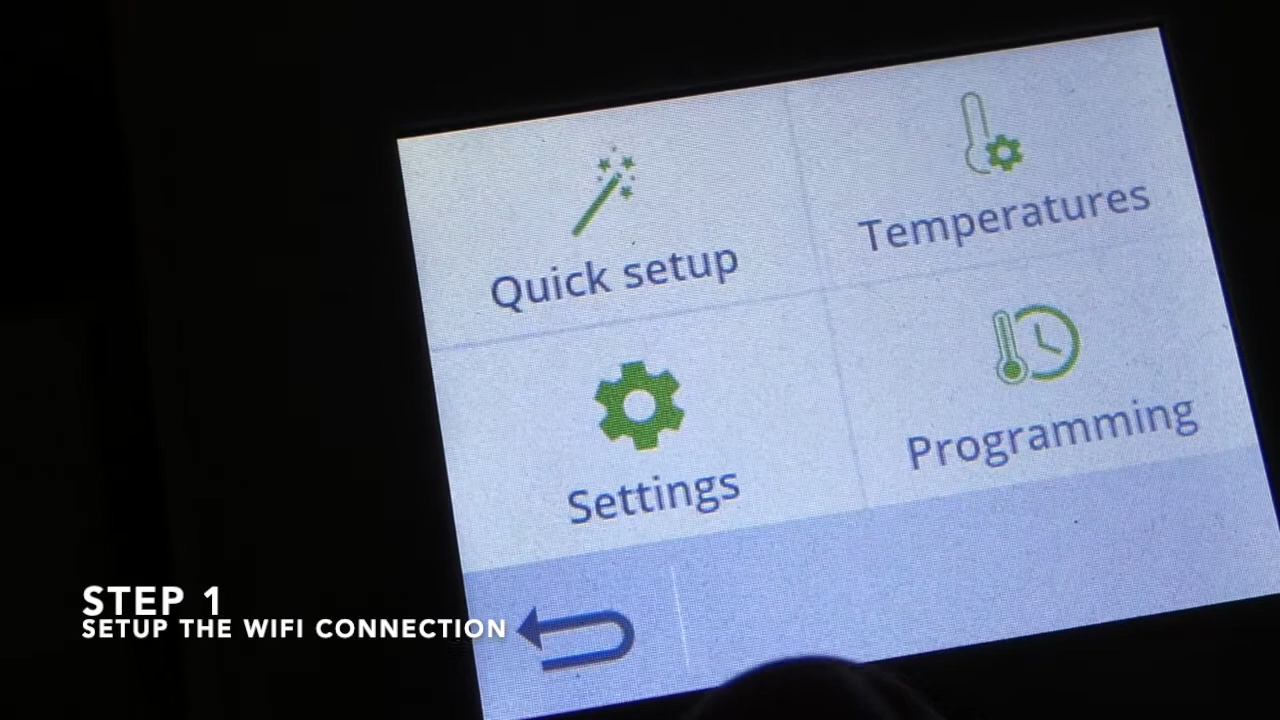 Temperatures
Quick setup
Programming
Settings
STEP 1
SETUP THE WIFI CONNECTION